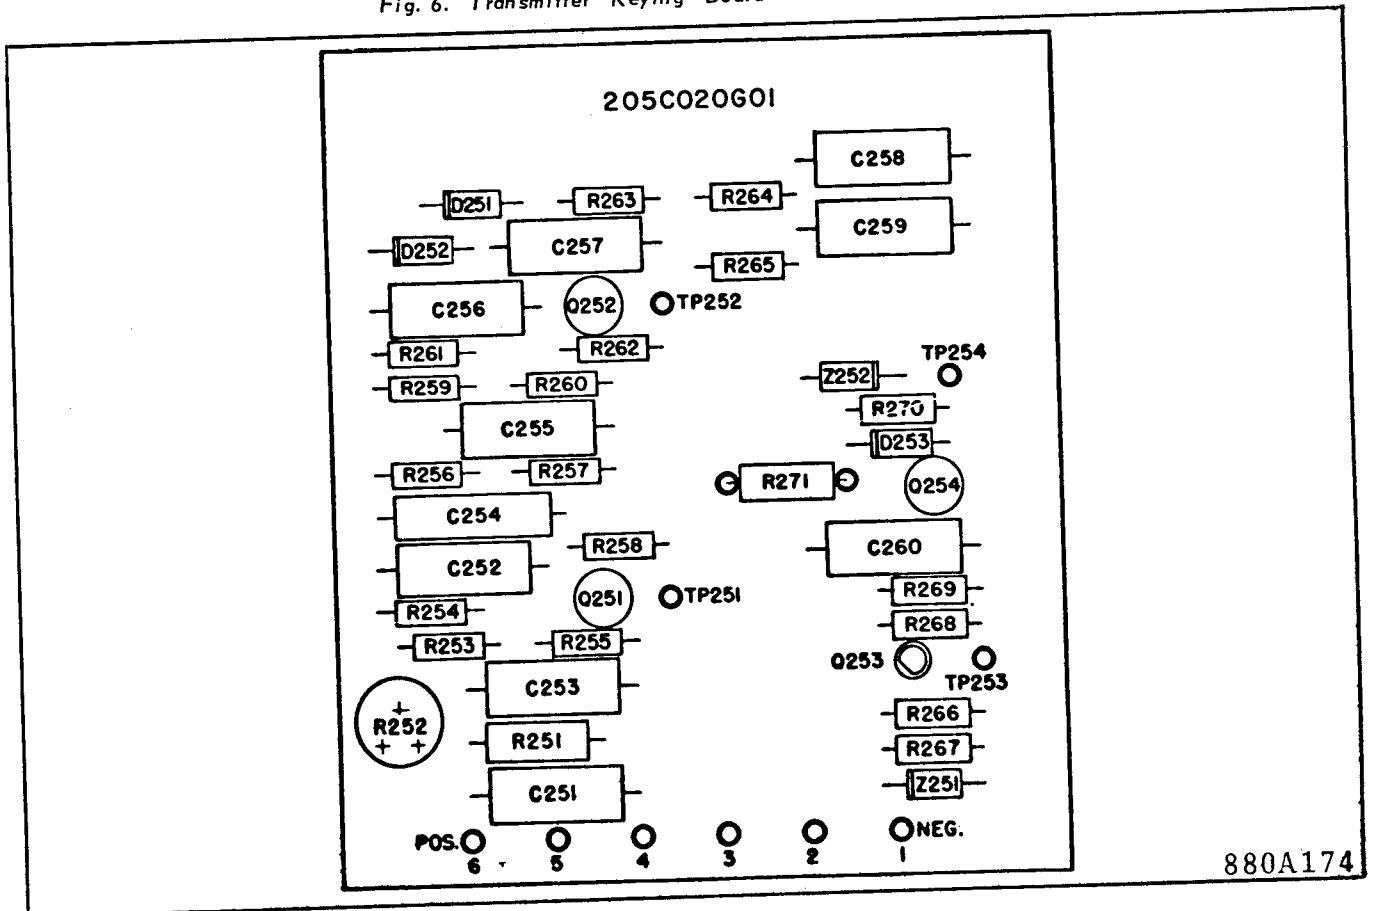 Fig. 6. Transmitter Keying Board
205C020G01
C258
D251 R263 R264
C259
D252 C257
R265
C256 Q252 TP252
R261 R262
TP254
Z252
R259 R260
R270
C255
D253
R256 R257
R271 Q254
C254
R258
C260
C252
R269
Q251 TP251
R254
R268
R253 R255
Q253
TP253
C253
R252
R266
R251
R267
Z251
C251
POS. NEG.
6 5 4 3 2 1
880A174